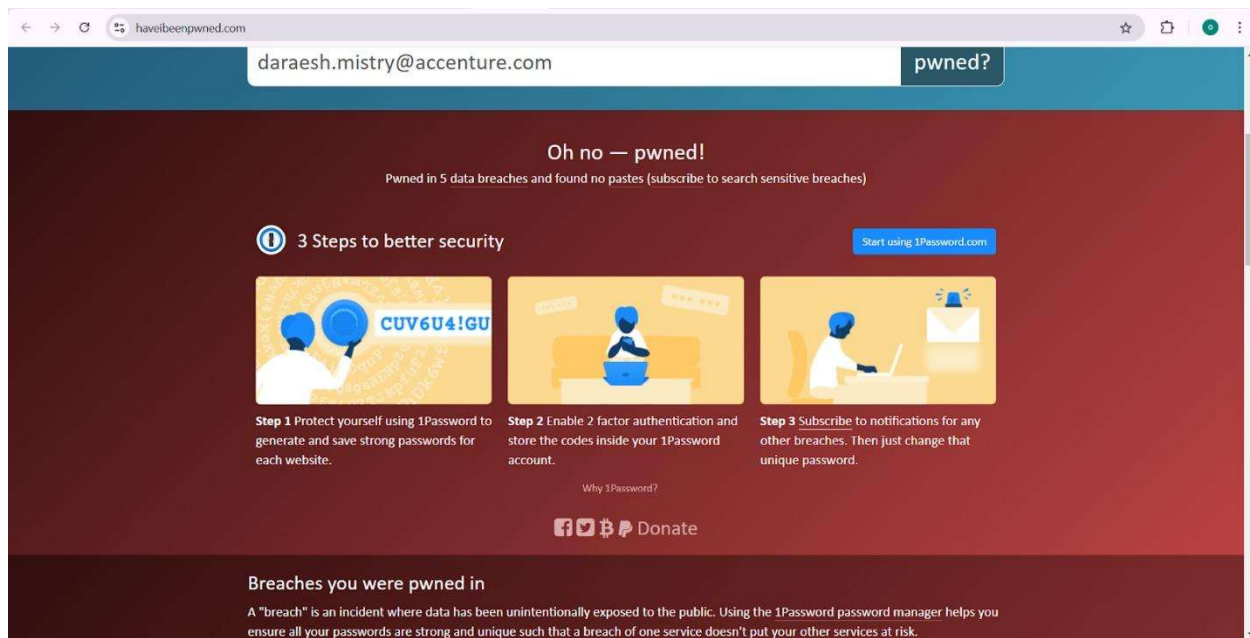 haveibeenpwned.com
daraesh.mistry@accenture.com
pwned?
Oh no — pwned!
Pwned in 5 data breaches and found no pastes (subscribe to search sensitive breaches)
3 Steps to better security
Start using 1Password.com
CUV6U4!GU
Step 1 Protect yourself using 1Password to
generate and save strong passwords for
each website.
Step 2 Enable 2 factor authentication and
store the codes inside your 1Password
account.
Step 3 Subscribe to notifications for any
other breaches. Then just change that
unique password.
Why 1Password?
Donate
Breaches you were pwned in
A "breach" is an incident where data has been unintentionally exposed to the public. Using the 1Password password manager helps you
ensure all your passwords are strong and unique such that a breach of one service doesn't put your other services at risk.